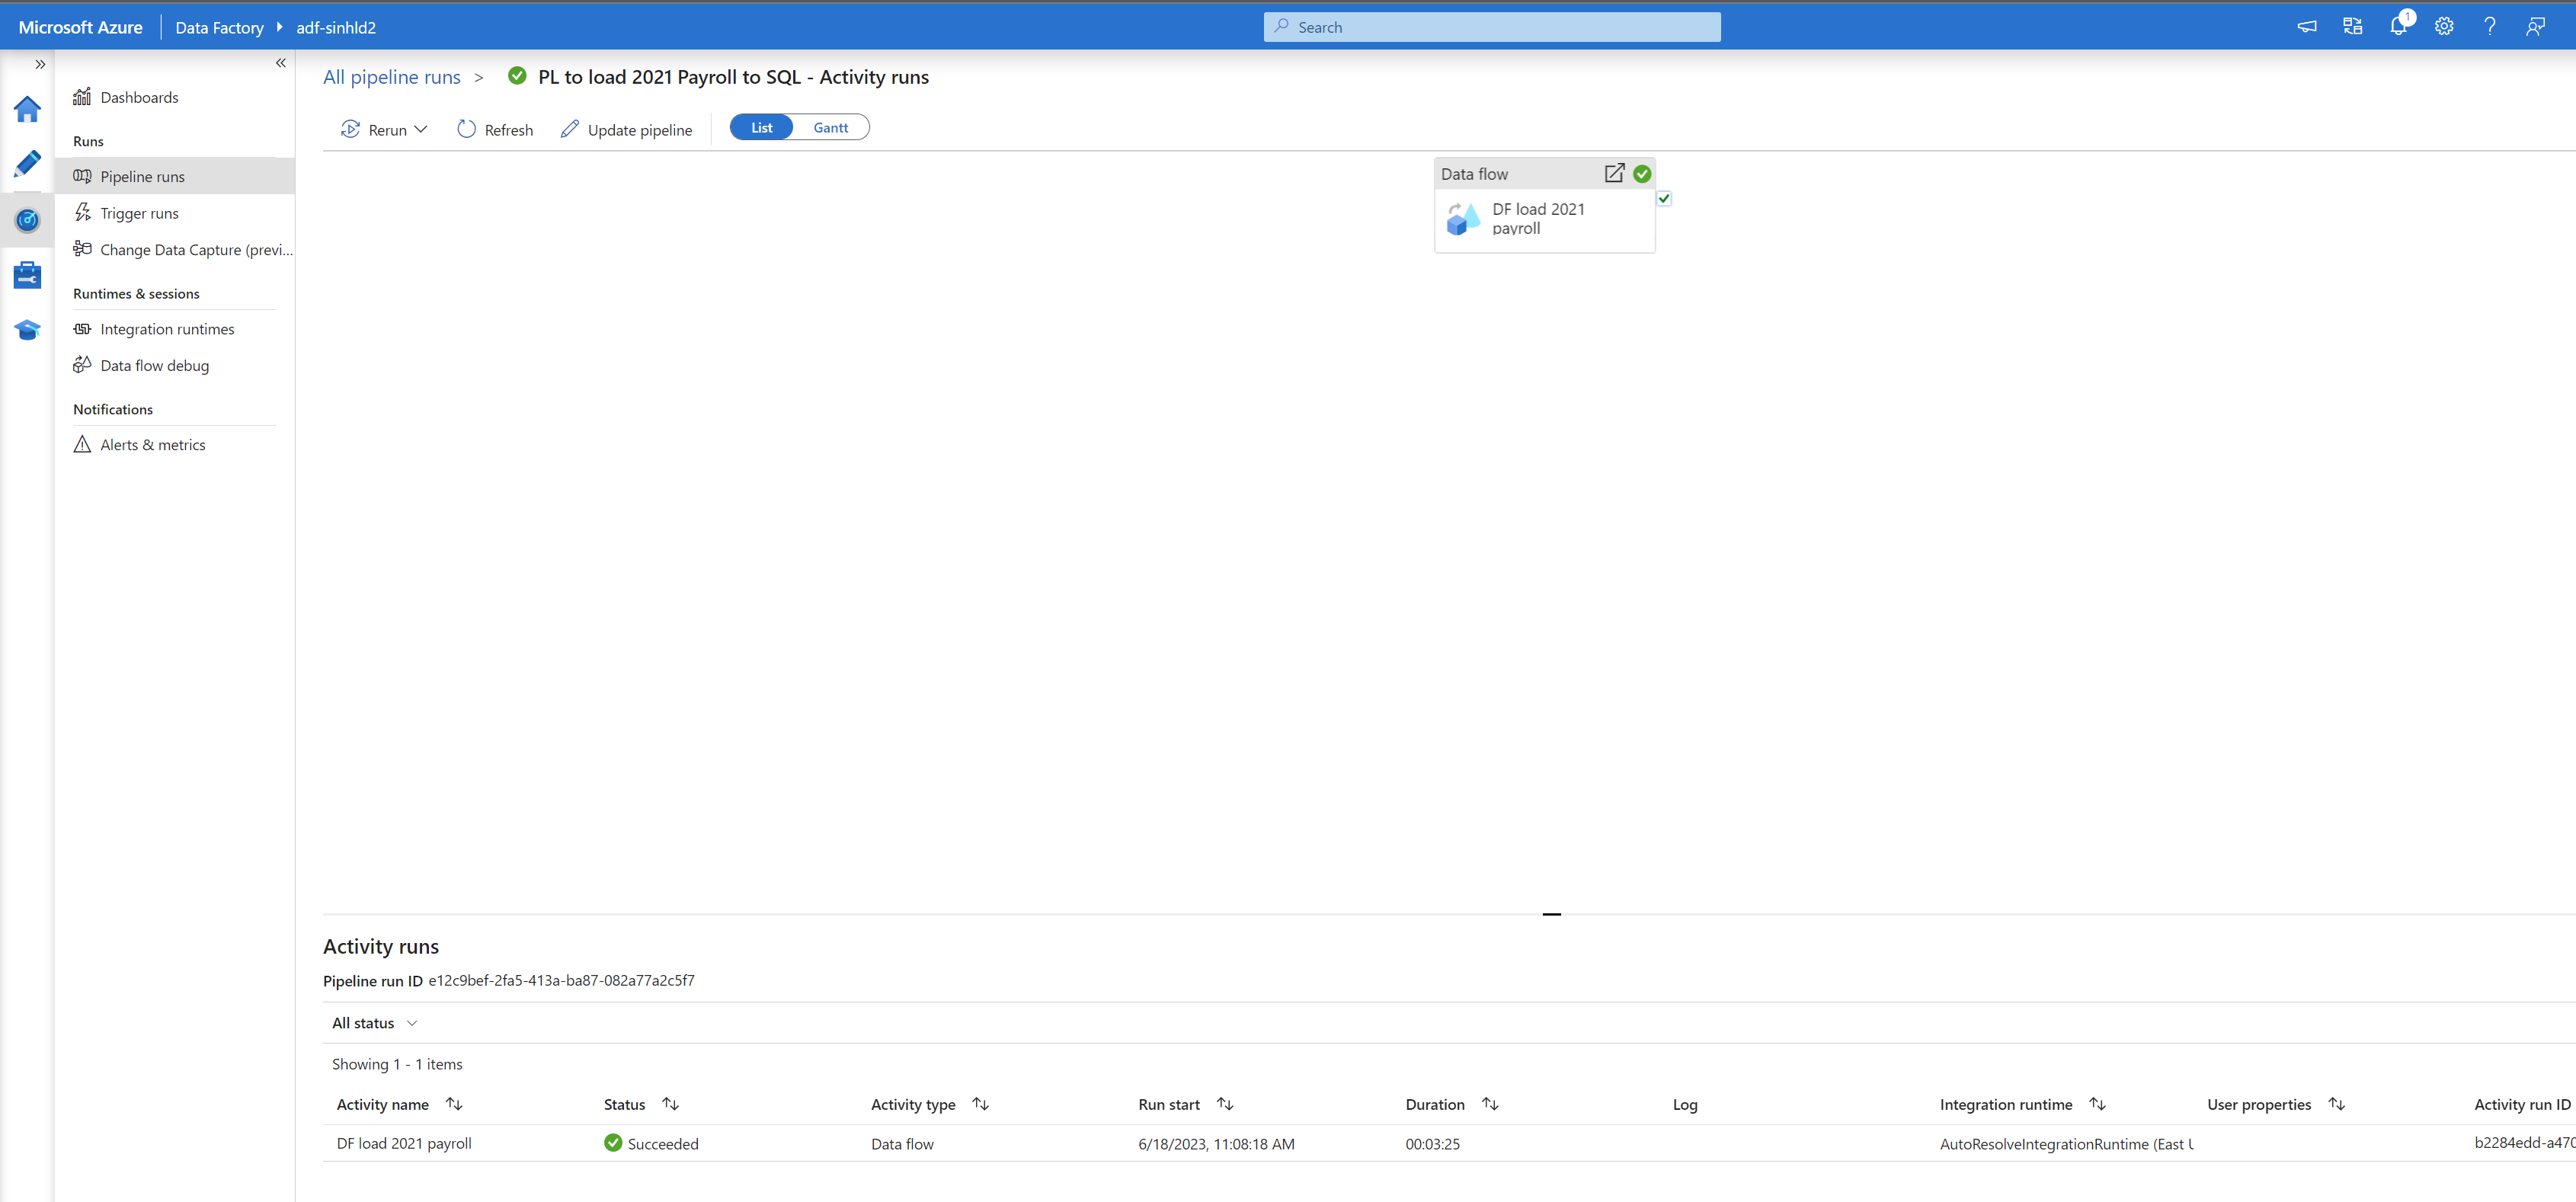 Microsoft Azure
Data Factory
adf-sinhld2
Search
1
Dashboards
Runs
Pipeline runs
Trigger runs
Change Data Capture (previ...
Runtimes & sessions
Integration runtimes
Data flow debug
Notifications
Alerts & metrics
All pipeline runs > PL to load 2021 Payroll to SQL - Activity runs
Rerun Refresh Update pipeline List Gantt
Data flow
DF load 2021
payroll
Activity runs
Pipeline run ID e12c9bef-2fa5-413a-ba87-082a77a2c5f7
All status
Showing 1 - 1 items
Activity name Status Activity type Run start Duration Log Integration runtime User properties Activity run ID
DF load 2021 payroll Succeeded Data flow 6/18/2023, 11:08:18 AM 00:03:25 AutoResolveIntegrationRuntime (East U b2284edd-a470